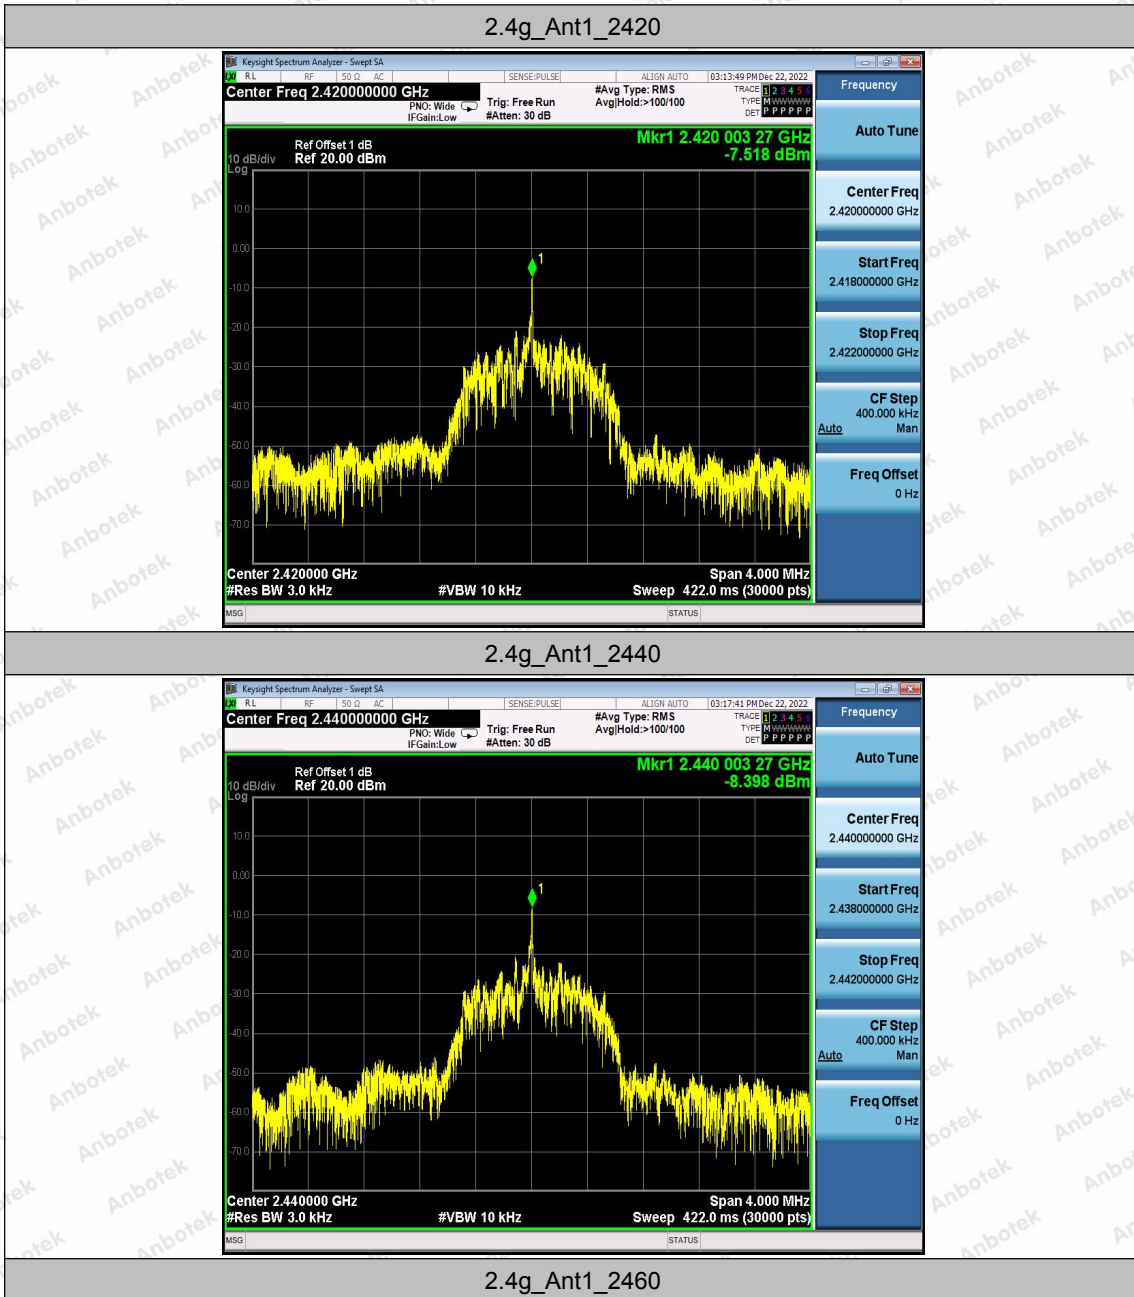 2.4g_Ant1_2420
Keysight Spectrum Analyzer - Swept SA
RL RF 50 Ω AC SENSE:PULSE ALIGN AUTO 03:13:49 PM Dec 22, 2022
Center Freq 2.420000000 GHz
PNO: Wide
IFGain:Low
Trig: Free Run
#Atten: 30 dB
#Avg Type: RMS
Avg|Hold:>100/100
TRACE 1 2 3 4 5 6
TYPE M W W W W W
DET P P P P P P
Frequency
Auto Tune
Center Freq
2.420000000 GHz
Start Freq
2.418000000 GHz
Stop Freq
2.422000000 GHz
CF Step
400.000 kHz
Auto Man
Freq Offset
0 Hz
Mkr1 2.420 003 27 GHz
-7.518 dBm
Ref Offset 1 dB
10 dB/div Ref 20.00 dBm
Log
10.0
0.00
-10.0
-20.0
-30.0
-40.0
-50.0
-60.0
-70.0
1
Center 2.420000 GHz Span 4.000 MHz
#Res BW 3.0 kHz #VBW 10 kHz Sweep 422.0 ms (30000 pts)
MSG STATUS
2.4g_Ant1_2440
Keysight Spectrum Analyzer - Swept SA
RL RF 50 Ω AC SENSE:PULSE ALIGN AUTO 03:17:41 PM Dec 22, 2022
Center Freq 2.440000000 GHz
PNO: Wide
IFGain:Low
Trig: Free Run
#Atten: 30 dB
#Avg Type: RMS
Avg|Hold:>100/100
TRACE 1 2 3 4 5 6
TYPE M W W W W W
DET P P P P P P
Frequency
Auto Tune
Center Freq
2.440000000 GHz
Start Freq
2.438000000 GHz
Stop Freq
2.442000000 GHz
CF Step
400.000 kHz
Auto Man
Freq Offset
0 Hz
Mkr1 2.440 003 27 GHz
-8.398 dBm
Ref Offset 1 dB
10 dB/div Ref 20.00 dBm
Log
10.0
0.00
-10.0
-20.0
-30.0
-40.0
-50.0
-60.0
-70.0
1
Center 2.440000 GHz Span 4.000 MHz
#Res BW 3.0 kHz #VBW 10 kHz Sweep 422.0 ms (30000 pts)
MSG STATUS
2.4g_Ant1_2460
Anbotek